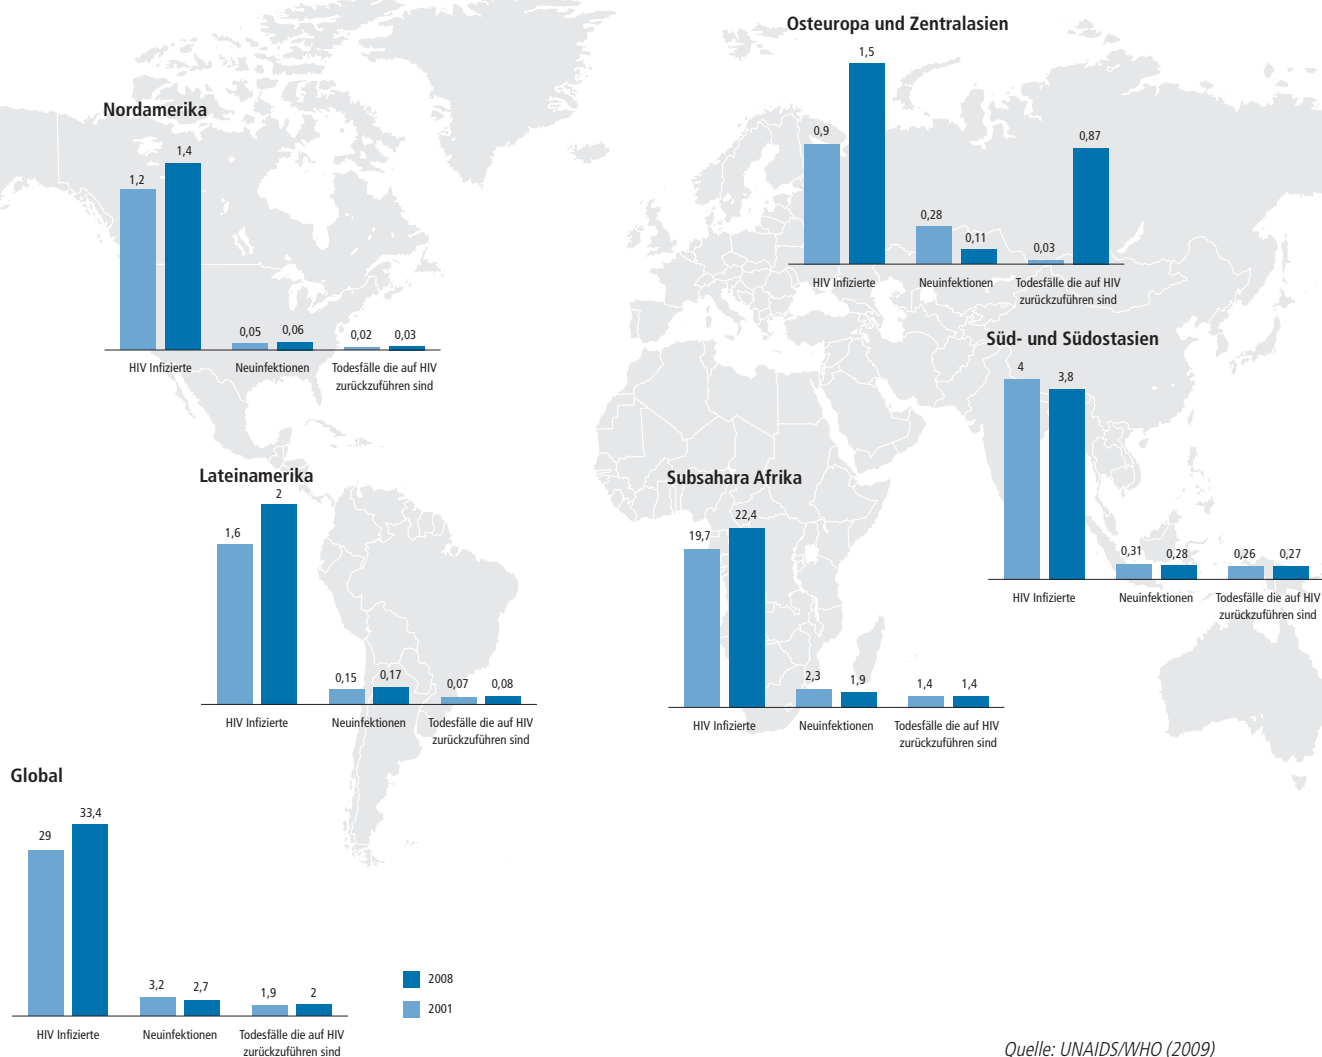 Osteuropa und Zentralasien
1,5
0,9
0,87
0,28
0,11
0,03
HIV Infizierte
Neuinfektionen
Todesfälle die auf HIV
zurückzuführen sind
Nordamerika
1,2
1,4
0,05
0,06
0,02
0,03
HIV Infizierte
Neuinfektionen
Todesfälle die auf HIV
zurückzuführen sind
Süd- und Südostasien
4
3,8
0,31
0,28
0,26
0,27
HIV Infizierte
Neuinfektionen
Todesfälle die auf HIV
zurückzuführen sind
Lateinamerika
2
1,6
0,15
0,17
0,07
0,08
HIV Infizierte
Neuinfektionen
Todesfälle die auf HIV
zurückzuführen sind
Subsahara Afrika
19,7
22,4
2,3
1,9
1,4
1,4
HIV Infizierte
Neuinfektionen
Todesfälle die auf HIV
zurückzuführen sind
Global
29
33,4
3,2
2,7
1,9
2
HIV Infizierte
Neuinfektionen
Todesfälle die auf HIV
zurückzuführen sind
2008
2001
Quelle: UNAIDS/WHO (2009)